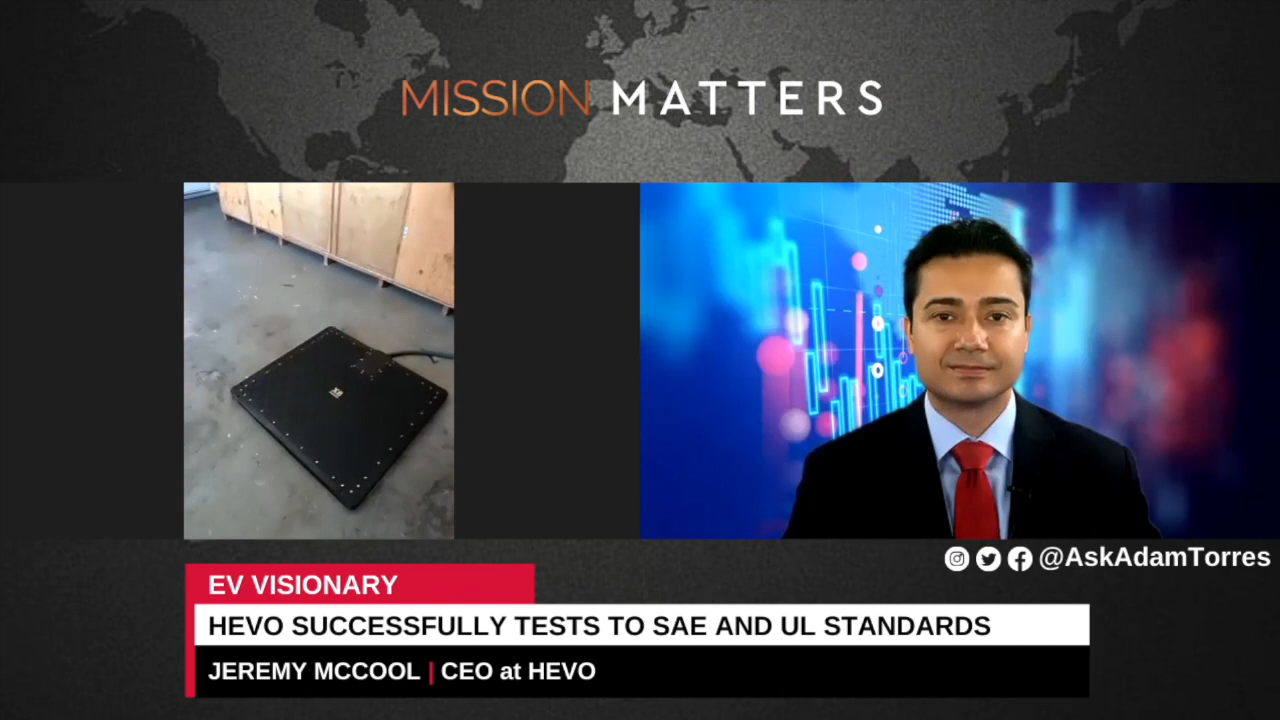 MISSION MATTERS
@AskAdamTorres
EV VISIONARY
HEVO SUCCESSFULLY TESTS TO SAE AND UL STANDARDS
JEREMY MCCOOL | CEO at HEVO